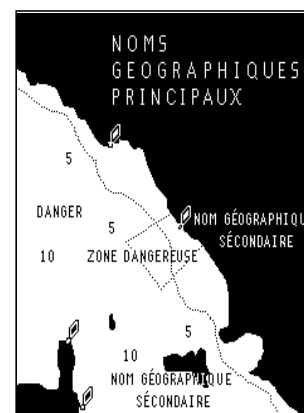 NOMS
GEOGRAPHIQUES
PRINCIPAUX
5
DANGER
5
NOM GÉOGRAPHIQU
SÉCONDAIRE
10
ZONE DANGEREUSE
5
10
NOM GÉOGRAPHIQUE
SÉCONDAIRE